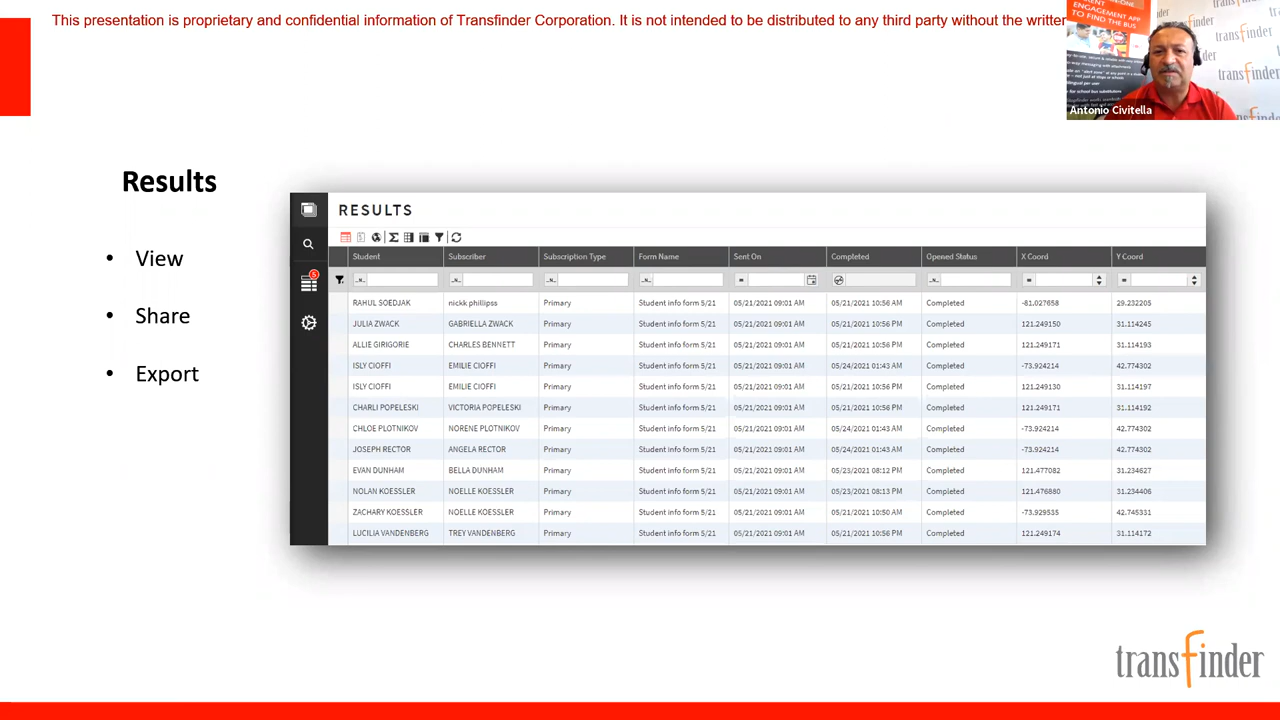 This presentation is proprietary and confidential information of Transfinder Corporation. It is not intended to be distributed to any third party without the written
ENGAGEMENT APP
TO FIND THE BUS
transfinder
Antonio Civitella
Results
• View
• Share
• Export
RESULTS
5
Student Subscriber Subscription Type Form Name Sent On Completed Opened Status X Coord Y Coord
RAHUL SOEDJAK nickk phillipss Primary Student info form 5/21 05/21/2021 09:01 AM 05/21/2021 10:56 AM Completed -81.027658 29.232205
JULIA ZWACK GABRIELLA ZWACK Primary Student info form 5/21 05/21/2021 09:01 AM 05/21/2021 10:56 PM Completed 121.249150 31.114245
ALLIE GIRIGORIE CHARLES BENNETT Primary Student info form 5/21 05/21/2021 09:01 AM 05/21/2021 10:56 PM Completed 121.249171 31.114193
ISLY CIOFFI EMILIE CIOFFI Primary Student info form 5/21 05/21/2021 09:01 AM 05/24/2021 01:43 AM Completed -73.924214 42.774302
ISLY CIOFFI EMILIE CIOFFI Primary Student info form 5/21 05/21/2021 09:01 AM 05/21/2021 10:56 PM Completed 121.249130 31.114197
CHARLI POPELESKI VICTORIA POPELESKI Primary Student info form 5/21 05/21/2021 09:01 AM 05/21/2021 10:56 PM Completed 121.249171 31.114192
CHLOE PLOTNIKOV NORENE PLOTNIKOV Primary Student info form 5/21 05/21/2021 09:01 AM 05/24/2021 01:43 AM Completed -73.924214 42.774302
JOSEPH RECTOR ANGELA RECTOR Primary Student info form 5/21 05/21/2021 09:01 AM 05/24/2021 01:43 AM Completed -73.924214 42.774302
EVAN DUNHAM BELLA DUNHAM Primary Student info form 5/21 05/21/2021 09:01 AM 05/23/2021 08:12 PM Completed 121.477082 31.234627
NOLAN KOESSLER NOELLE KOESSLER Primary Student info form 5/21 05/21/2021 09:01 AM 05/23/2021 08:13 PM Completed 121.476880 31.234406
ZACHARY KOESSLER NOELLE KOESSLER Primary Student info form 5/21 05/21/2021 09:01 AM 05/21/2021 10:50 AM Completed -73.929535 42.745331
LUCILIA VANDENBERG TREY VANDENBERG Primary Student info form 5/21 05/21/2021 09:01 AM 05/21/2021 10:56 PM Completed 121.249174 31.114172
transfinder